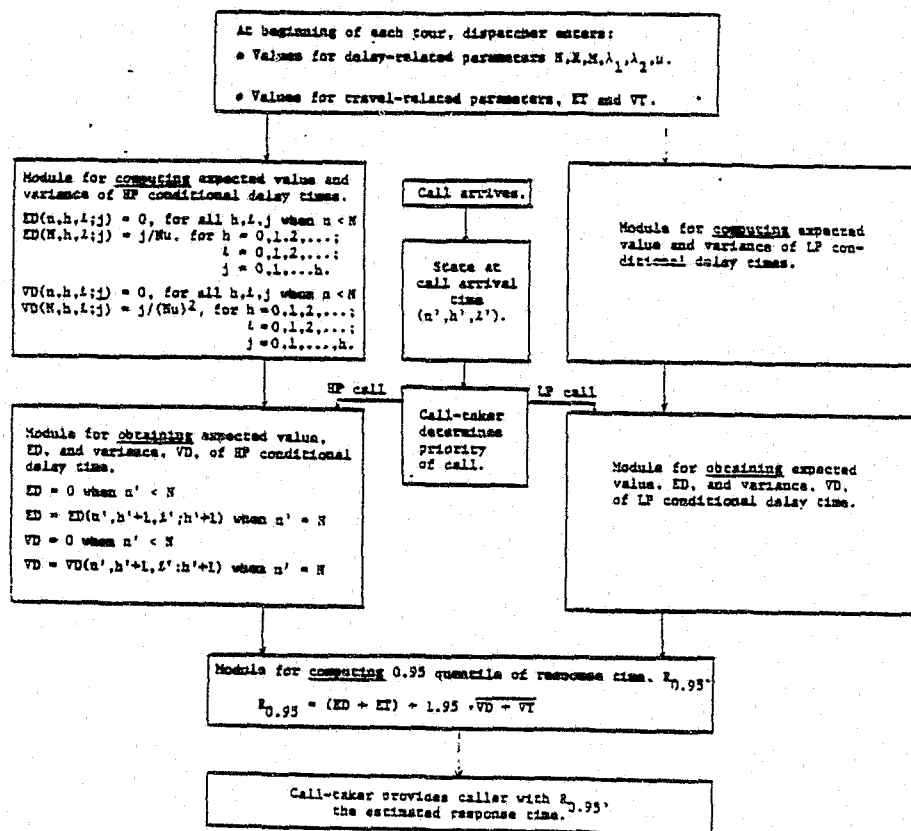 At beginning of each tour, dispatcher enters:
• Values for delay-related parameters N,K,M,λ1,λ2,u.
• Values for travel-related parameters, ET and VT.
Module for computing expected value and
variance of HP conditional delay times.
ED(n,h,ℓ;j) = 0, for all h,ℓ,j when n < N
ED(N,h,ℓ;j) = j/Nu. for h = 0,1,2,...;
ℓ = 0,1,2,...;
j = 0,1,...h.
VD(n,h,ℓ;j) = 0, for all h,ℓ,j when n < N
VD(N,h,ℓ;j) = j/(Nu)², for h = 0,1,2,...;
ℓ = 0,1,2,...;
j = 0,1,...,h.
Call arrives.
State at
call arrival
time
(n',h',ℓ').
Module for computing expected
value and variance of LP con-
ditional delay times.
HP call
LP call
Call-taker
determines
priority
of call.
Module for obtaining expected value,
ED, and variance, VD, of HP conditional
delay time.
ED = 0 when n' < N
ED = ED(n',h'+1,ℓ';h'+1) when n' = N
VD = 0 when n' < N
VD = VD(n',h'+1,ℓ';h'+1) when n' = N
Module for obtaining expected
value, ED, and variance, VD,
of LP conditional delay time.
Module for computing 0.95 quantile of response time. R0.95.
R0.95 = (ED + ET) + 1.95 √VD + VT
Call-taker provides caller with R0.95,
the estimated response time.